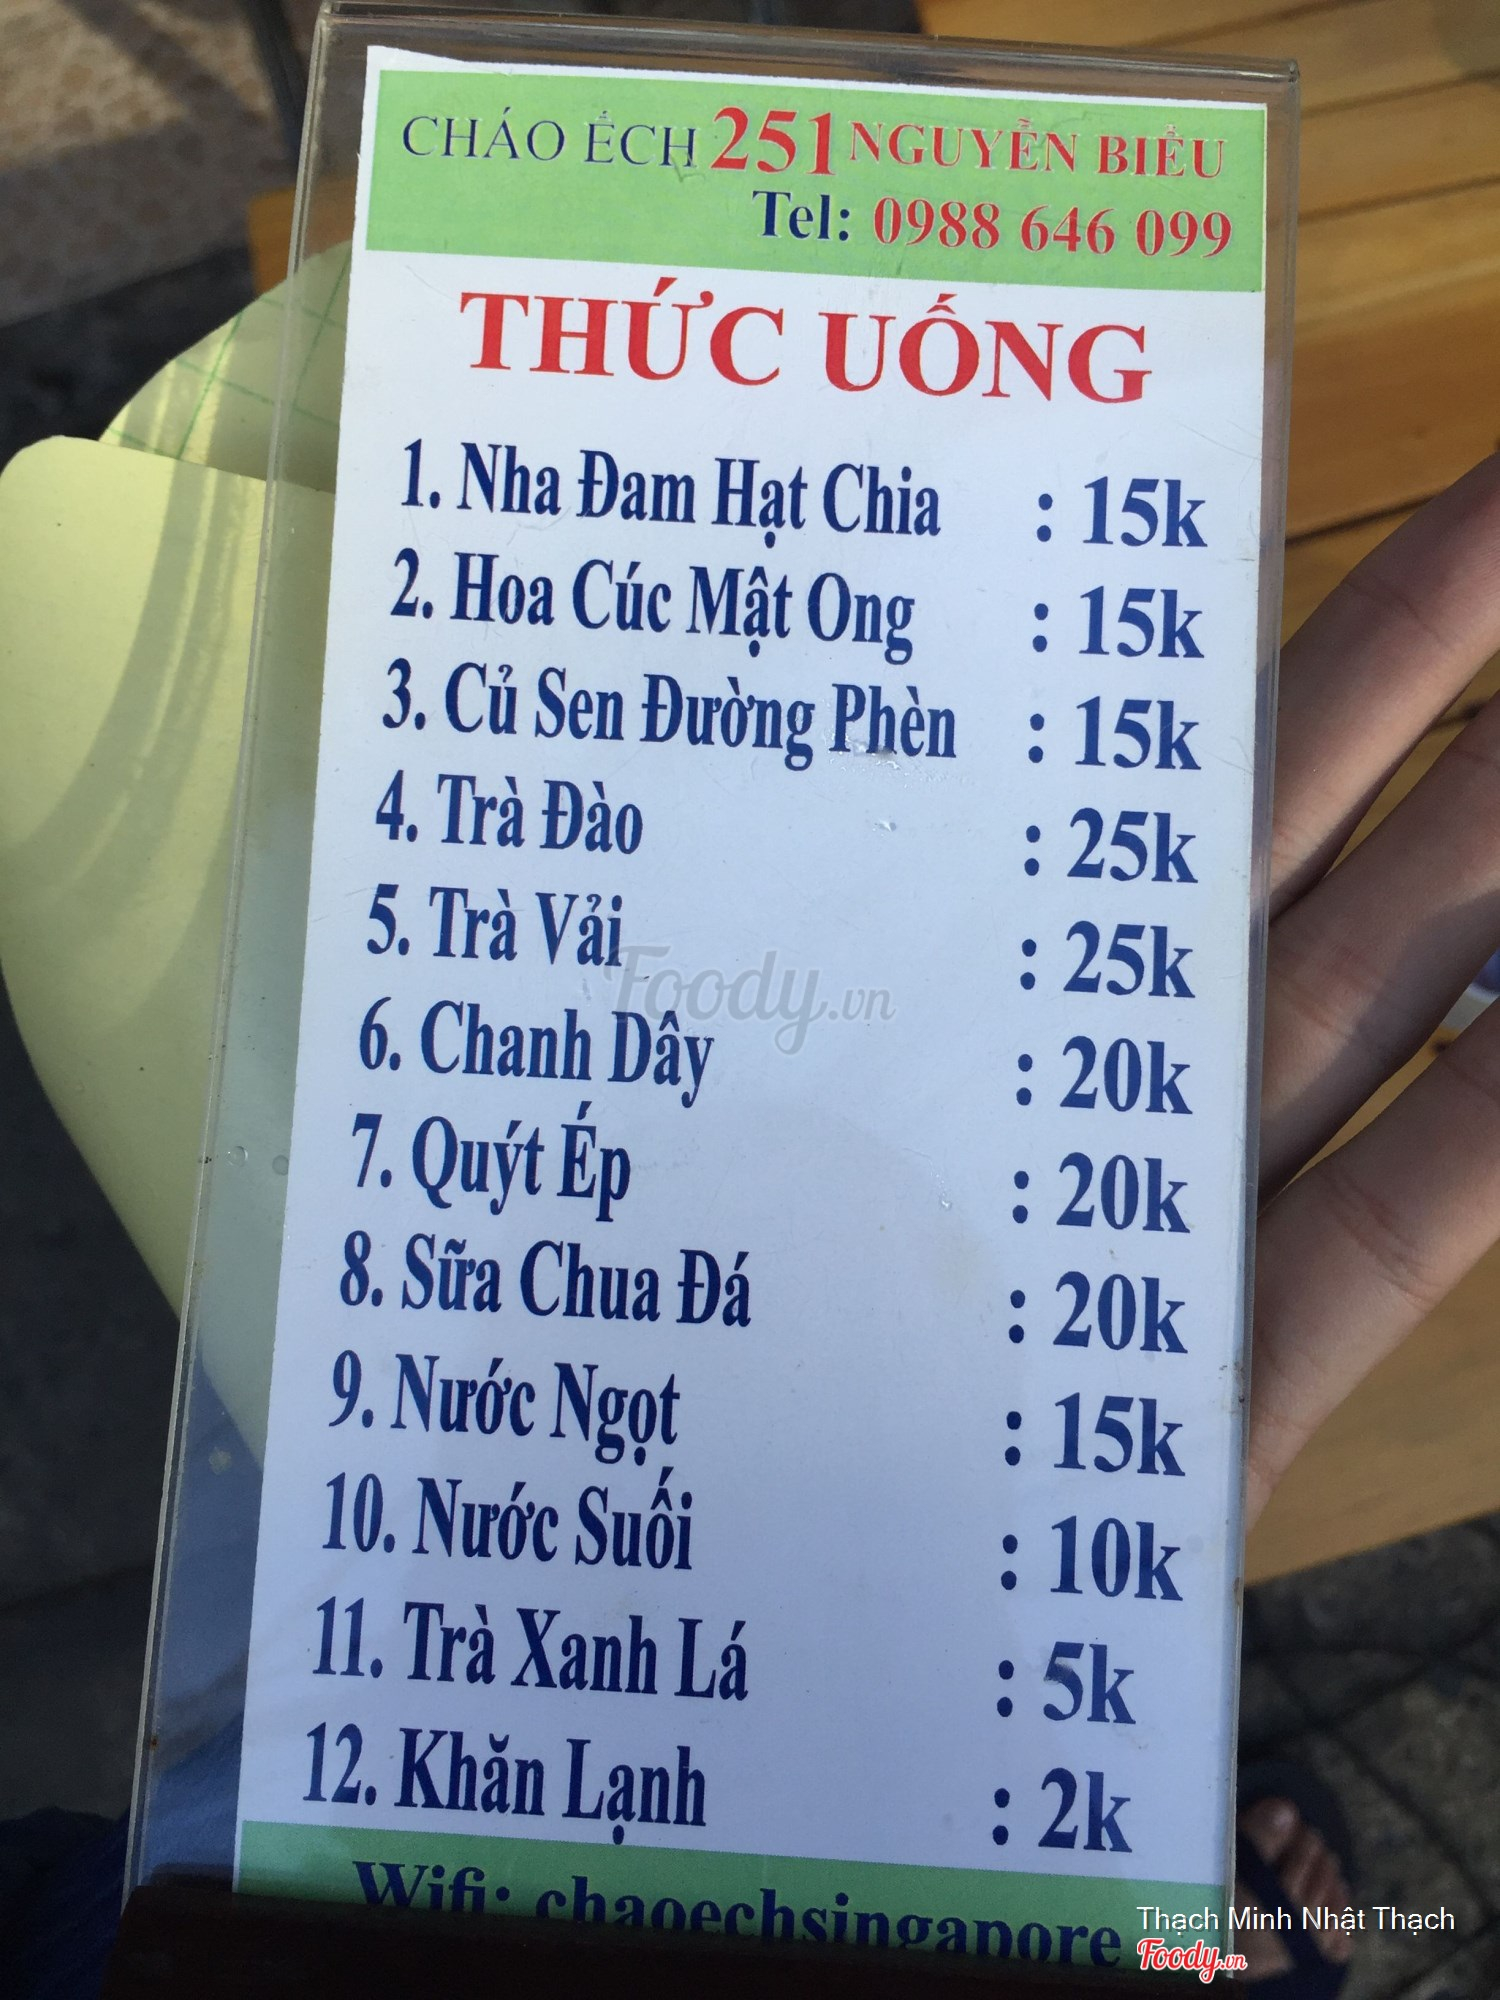 CHÁO ẾCH 251 NGUYỄN BIỂU
Tel: 0988 646 099
THỨC UỐNG
1. Nha Đam Hạt Chia : 15k
2. Hoa Cúc Mật Ong : 15k
3. Củ Sen Đường Phèn : 15k
4. Trà Đào : 25k
5. Trà Vải : 25k
6. Chanh Dây : 20k
7. Quýt Ép : 20k
8. Sữa Chua Đá : 20k
9. Nước Ngọt : 15k
10. Nước Suối : 10k
11. Trà Xanh Lá : 5k
12. Khăn Lạnh : 2k
Wifi: chaoechsingapore
Foody.vn
Thạch Minh Nhật Thạch
Foody.vn